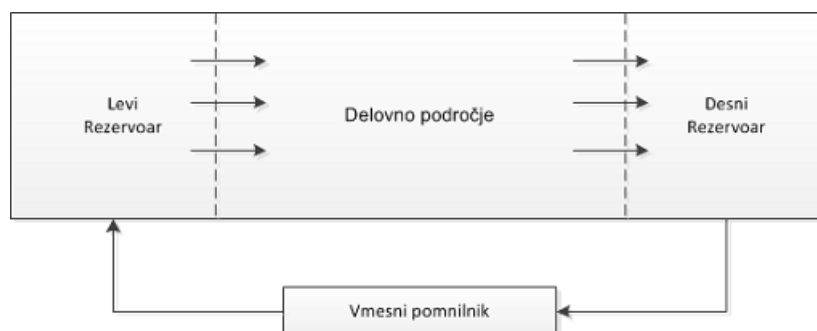 Levi
Rezervoar
Delovno področje
Desni
Rezervoar
Vmesni pomnilnik